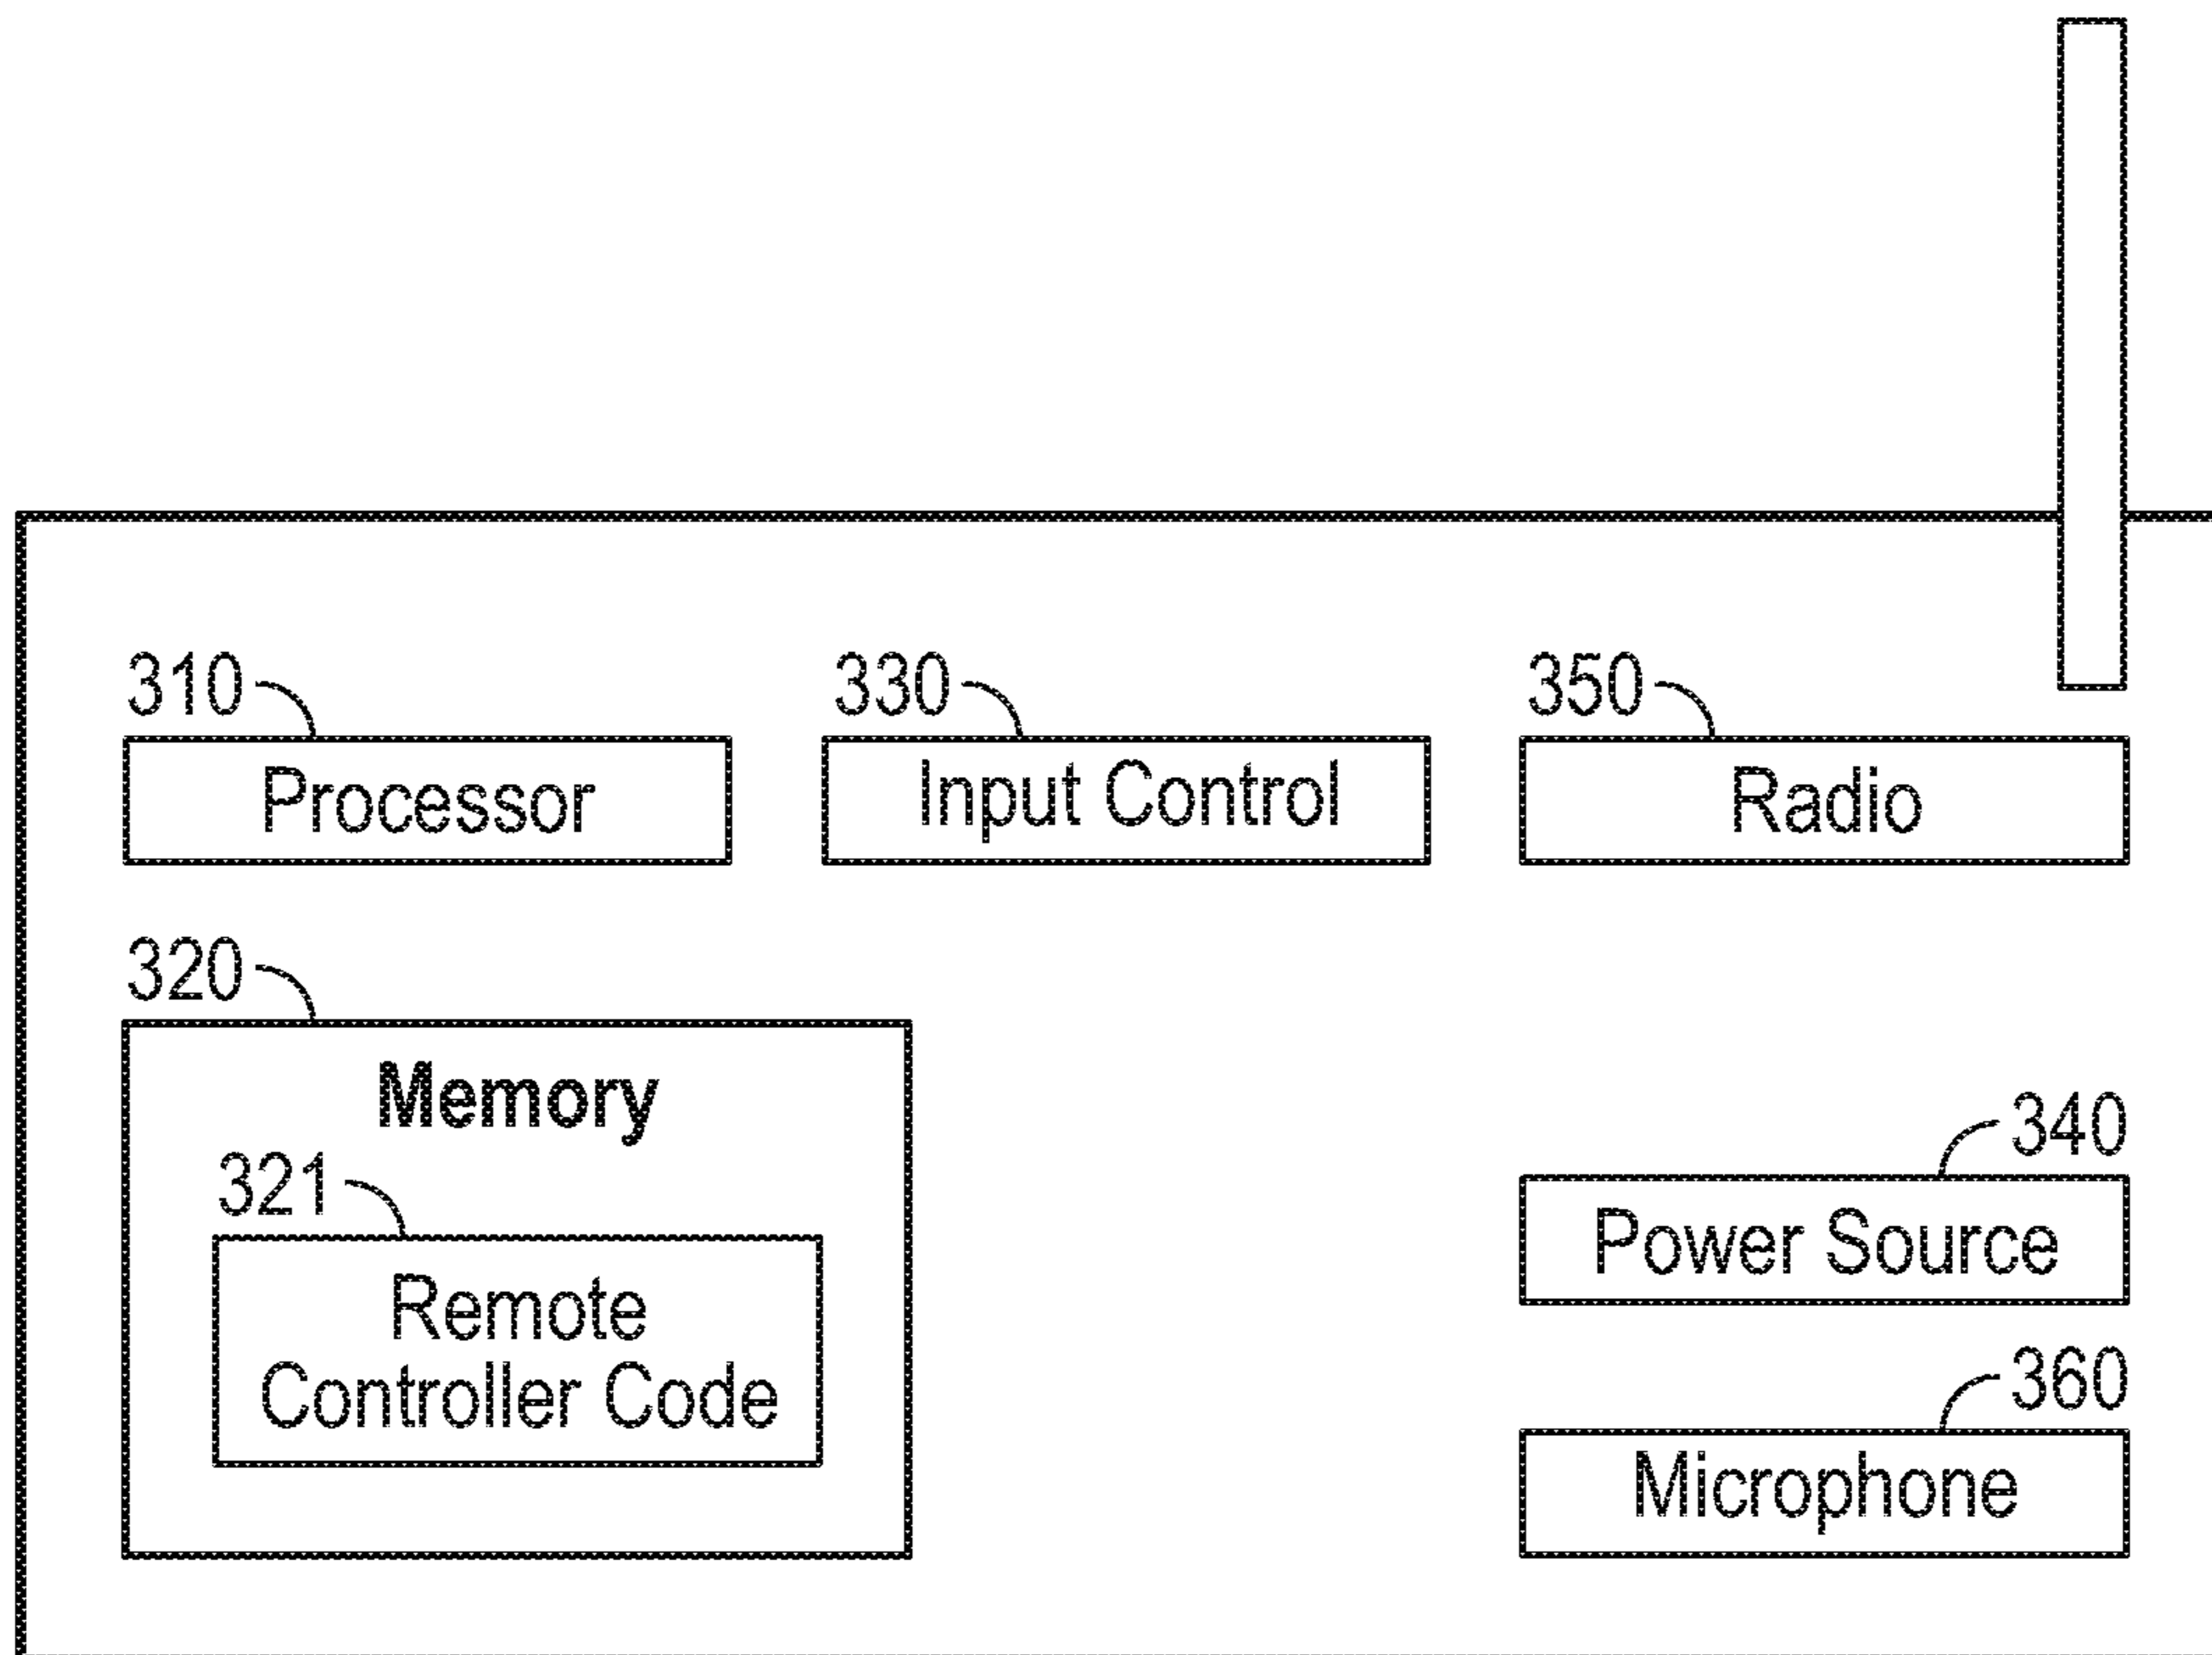 310
Processor
330
Input Control
350
Radio
320
Memory
321
Remote
Controller Code
340
Power Source
360
Microphone